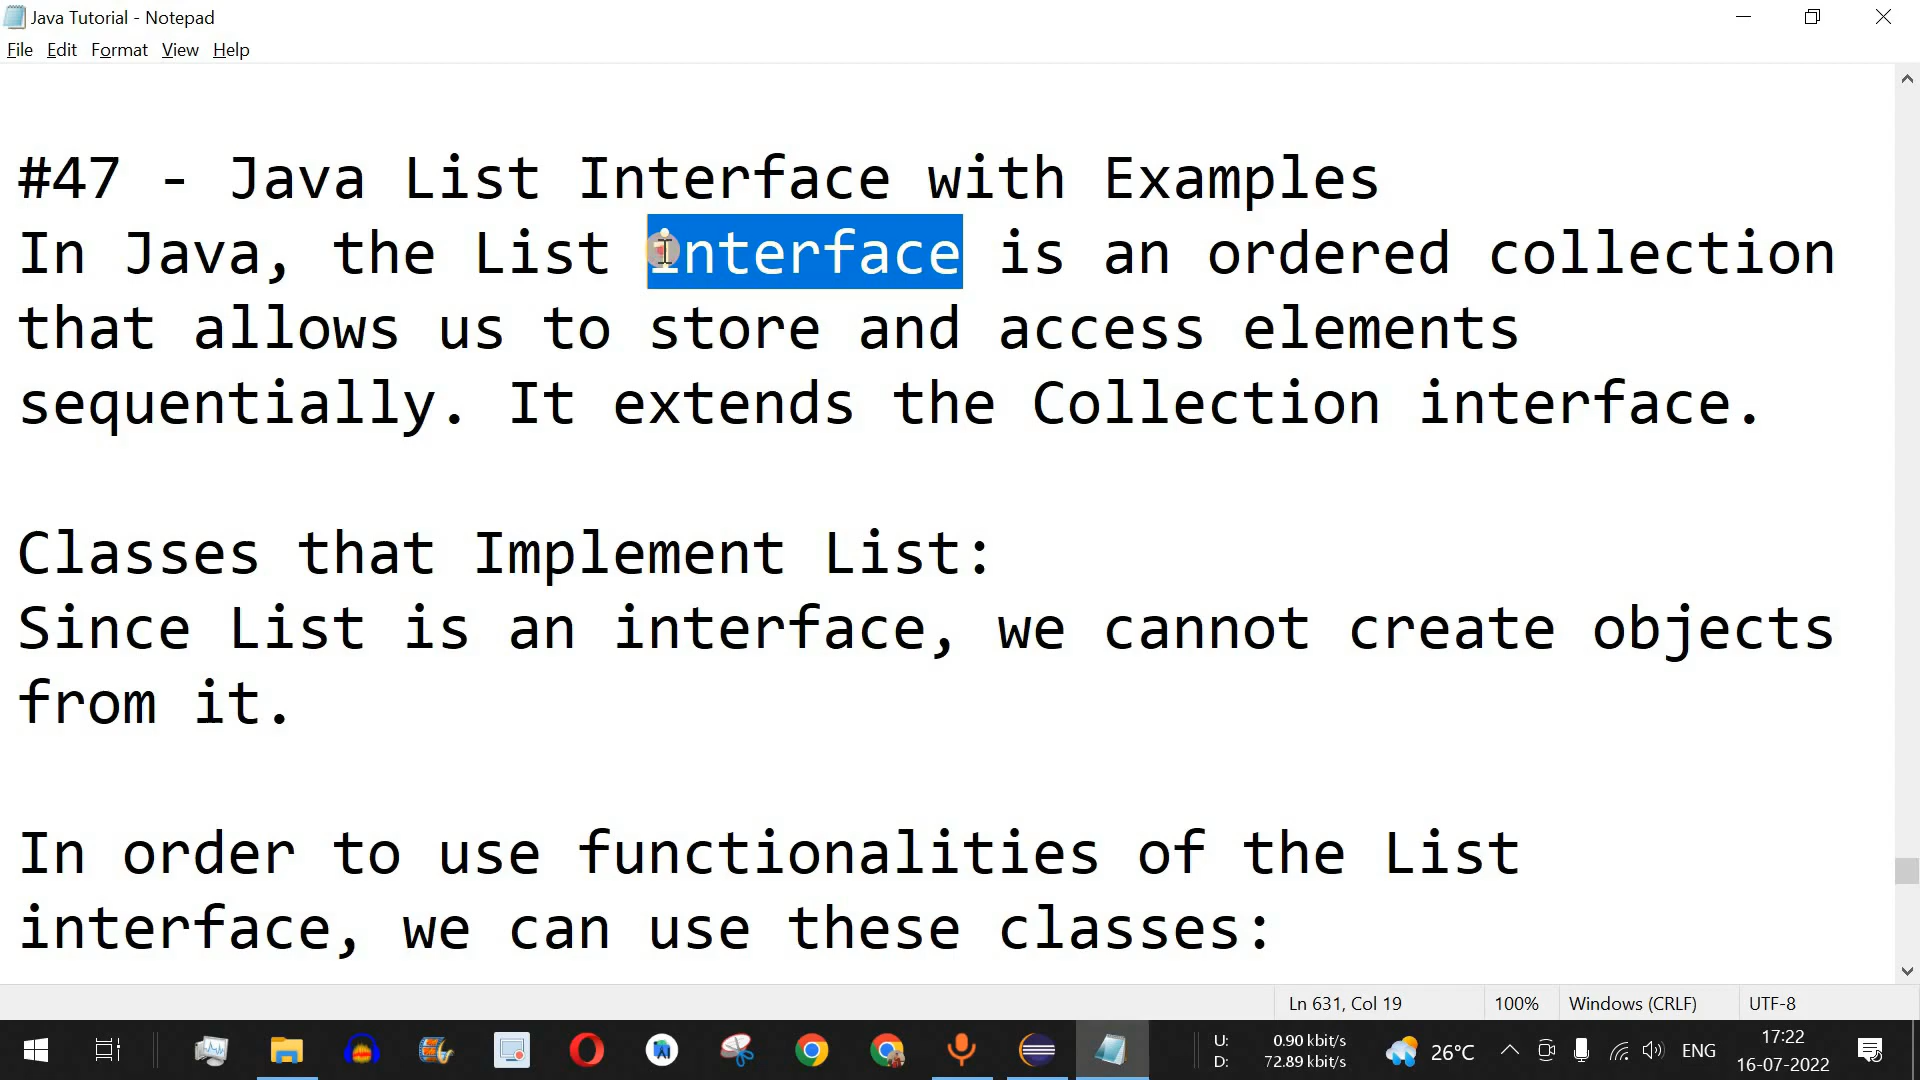 Java Tutorial - Notepad
File Edit Format View Help
#47 - Java List Interface with Examples
In Java, the List interface is an ordered collection
that allows us to store and access elements
sequentially. It extends the Collection interface.
Classes that Implement List:
Since List is an interface, we cannot create objects
from it.
In order to use functionalities of the List
interface, we can use these classes:
Ln 631, Col 19 100% Windows (CRLF) UTF-8
U: 0.90 kbit/s
D: 72.89 kbit/s
26°C
ENG
17:22
16-07-2022